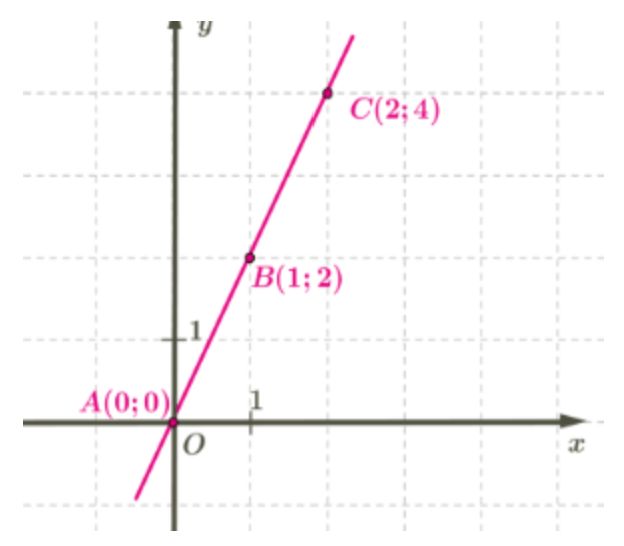 y
C(2; 4)
B(1; 2)
1
A(0; 0)
1
O
x